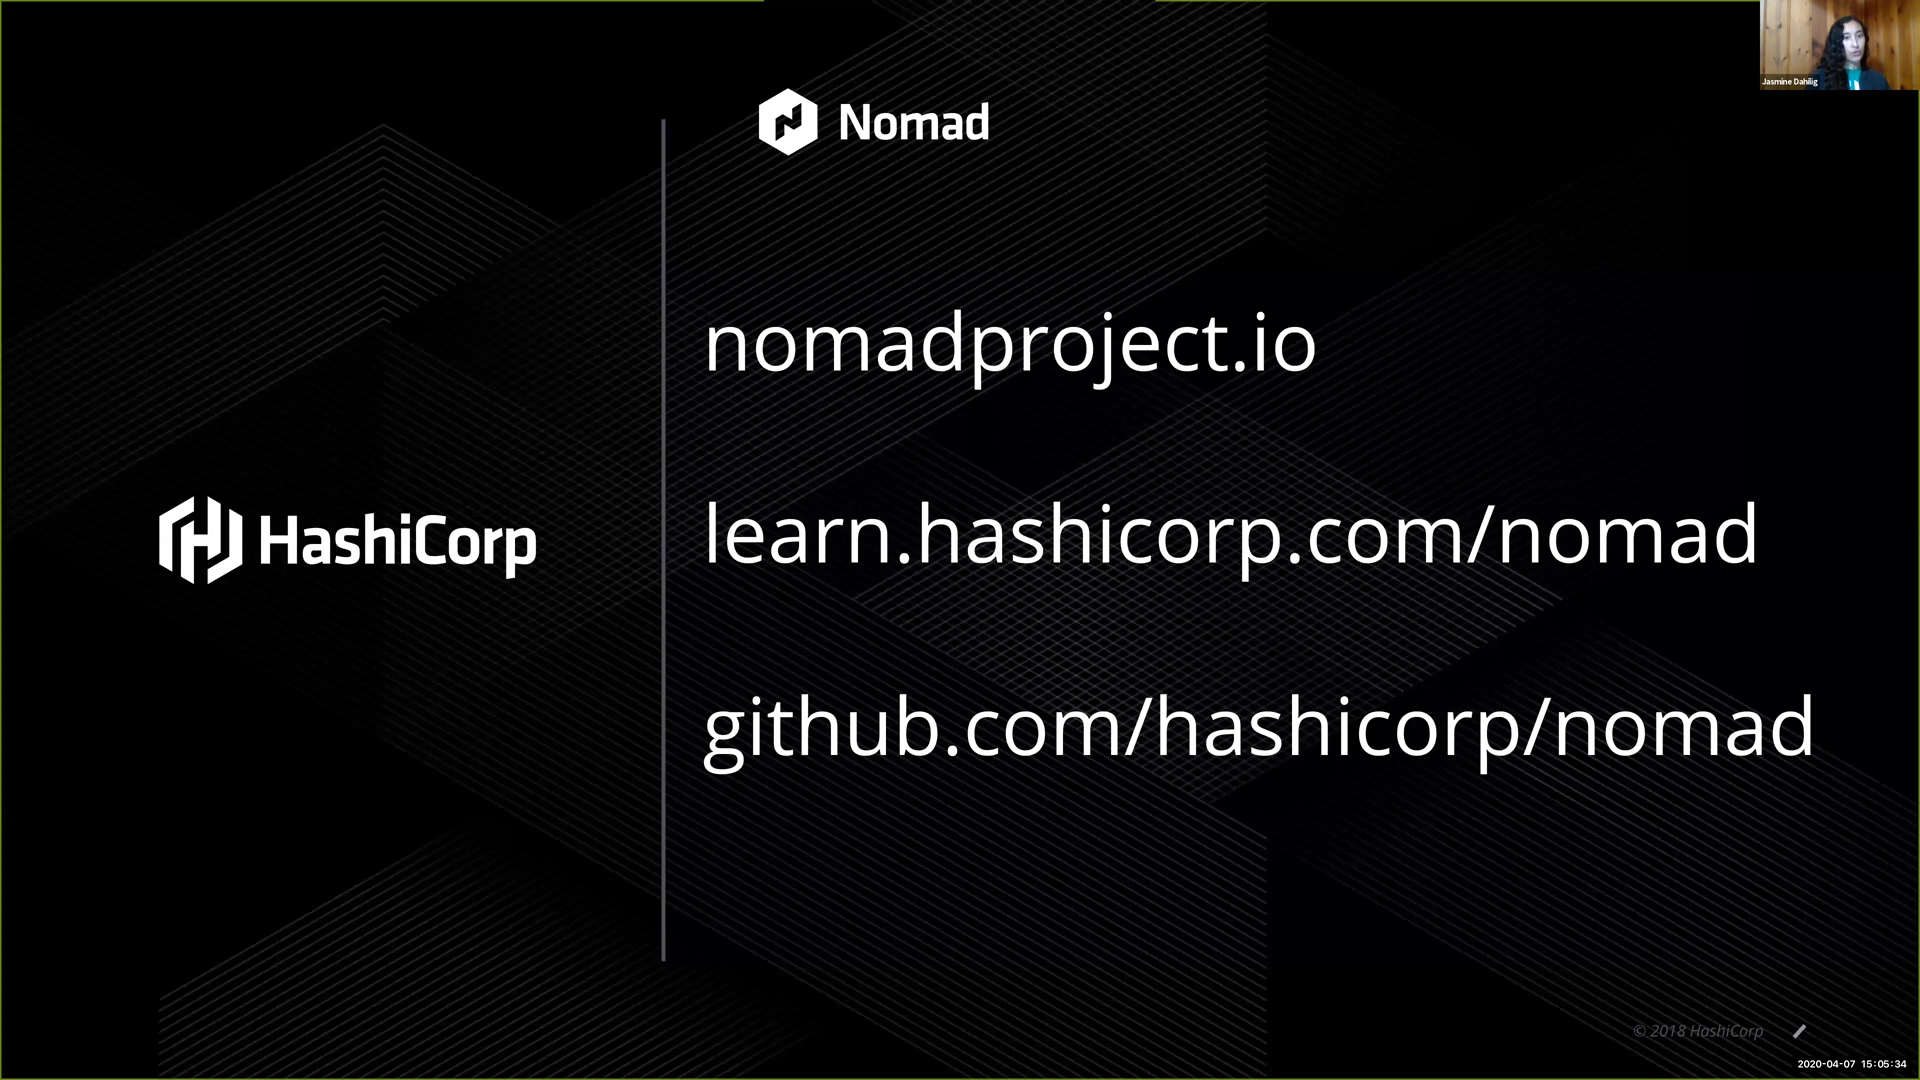 Jasmine Dahilig
Nomad
nomadproject.io
HashiCorp
learn.hashicorp.com/nomad
github.com/hashicorp/nomad
© 2018 HashiCorp
2020-04-07 15:05:34